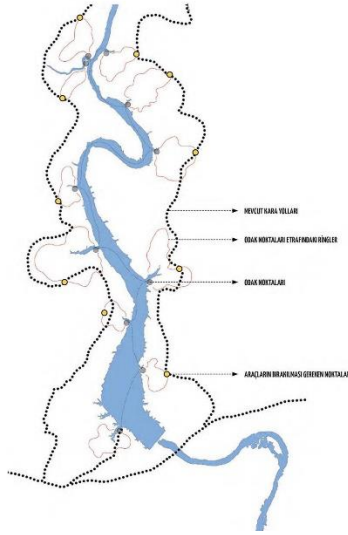 MEVCUT KARA YOLLARI
ODAK NOKTALARI ETRAFINDAKİ RİNGLER
ODAK NOKTALARI
ARAÇLARIN BIRAKILMASI GEREKEN NOKTALAR